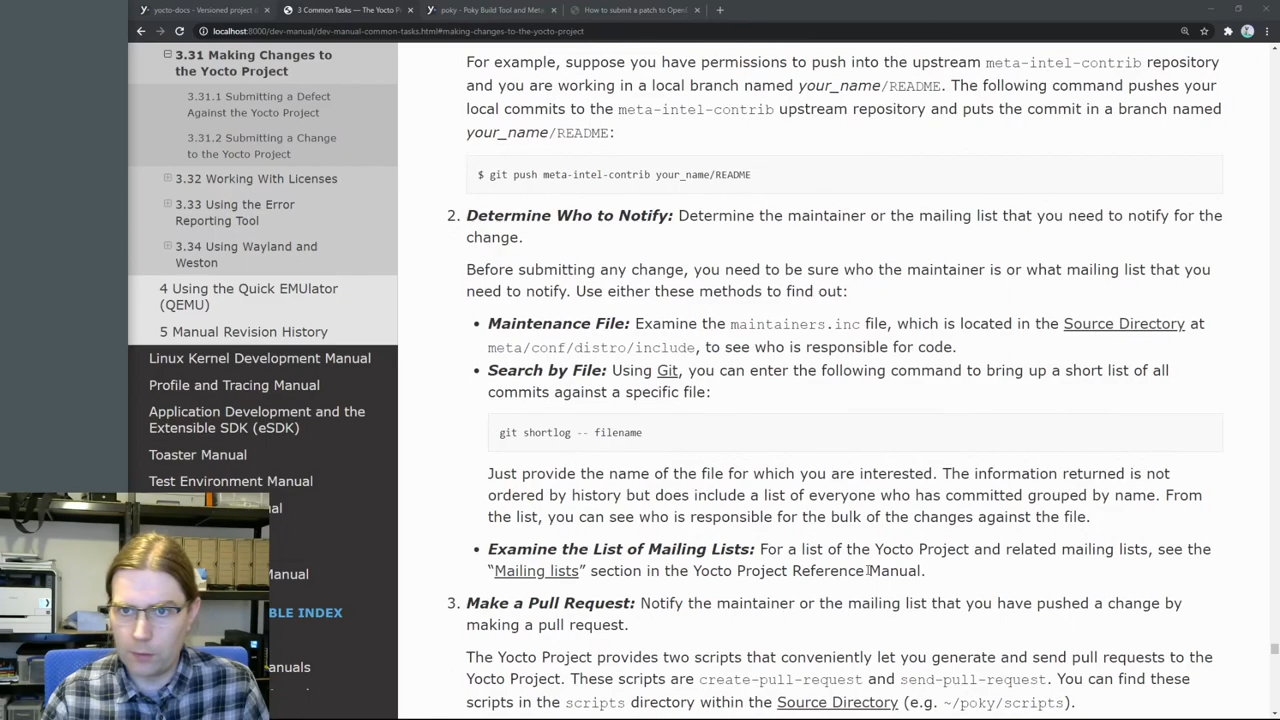 yocto-docs - Versioned project
3 Common Tasks — The Yocto P
poky - Poky Build Tool and Meta
How to submit a patch to OpenE
localhost:8000/dev-manual/dev-manual-common-tasks.html#making-changes-to-the-yocto-project
3.31 Making Changes to
the Yocto Project
3.31.1 Submitting a Defect
Against the Yocto Project
3.31.2 Submitting a Change
to the Yocto Project
3.32 Working With Licenses
3.33 Using the Error
Reporting Tool
3.34 Using Wayland and
Weston
4 Using the Quick EMUlator
(QEMU)
5 Manual Revision History
Linux Kernel Development Manual
Profile and Tracing Manual
Application Development and the
Extensible SDK (eSDK)
Toaster Manual
Test Environment Manual
Manual
BLE INDEX
anuals
For example, suppose you have permissions to push into the upstream meta-intel-contrib repository
and you are working in a local branch named your_name/README. The following command pushes your
local commits to the meta-intel-contrib upstream repository and puts the commit in a branch named
your_name/README:
$ git push meta-intel-contrib your_name/README
2. Determine Who to Notify: Determine the maintainer or the mailing list that you need to notify for the
change.
Before submitting any change, you need to be sure who the maintainer is or what mailing list that you
need to notify. Use either these methods to find out:
• Maintenance File: Examine the maintainers.inc file, which is located in the Source Directory at
meta/conf/distro/include, to see who is responsible for code.
• Search by File: Using Git, you can enter the following command to bring up a short list of all
commits against a specific file:
git shortlog -- filename
Just provide the name of the file for which you are interested. The information returned is not
ordered by history but does include a list of everyone who has committed grouped by name. From
the list, you can see who is responsible for the bulk of the changes against the file.
• Examine the List of Mailing Lists: For a list of the Yocto Project and related mailing lists, see the
“Mailing lists” section in the Yocto Project Reference Manual.
3. Make a Pull Request: Notify the maintainer or the mailing list that you have pushed a change by
making a pull request.
The Yocto Project provides two scripts that conveniently let you generate and send pull requests to the
Yocto Project. These scripts are create-pull-request and send-pull-request. You can find these
scripts in the scripts directory within the Source Directory (e.g. ~/poky/scripts).